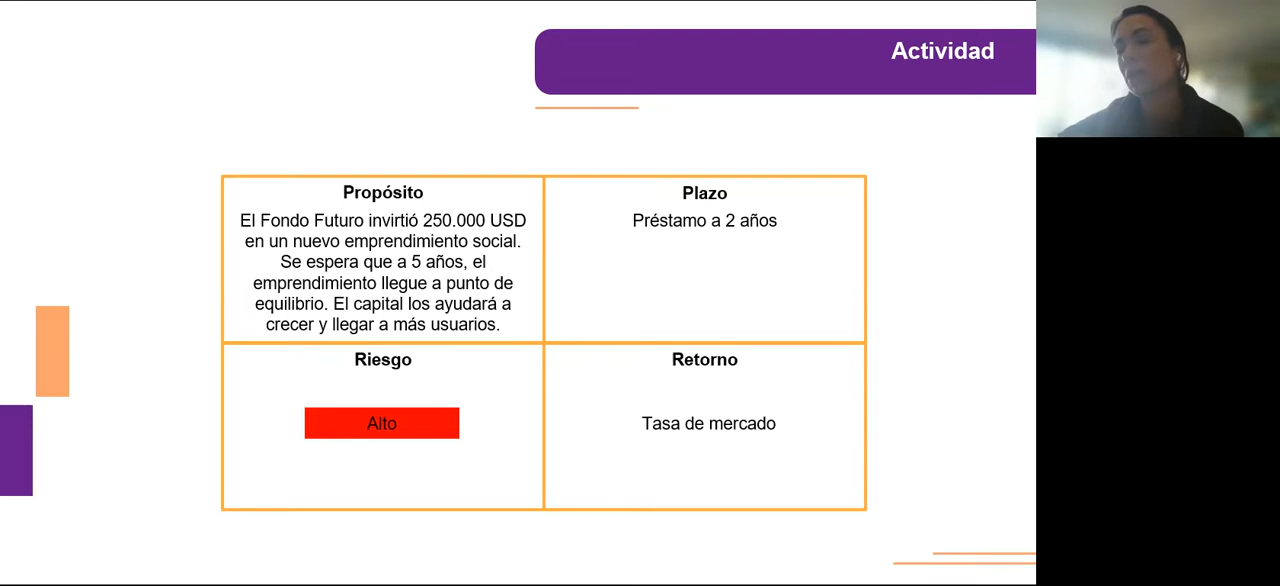 Actividad
Propósito
El Fondo Futuro invirtió 250.000 USD
en un nuevo emprendimiento social.
Se espera que a 5 años, el
emprendimiento llegue a punto de
equilibrio. El capital los ayudará a
crecer y llegar a más usuarios.
Plazo
Préstamo a 2 años
Riesgo
Alto
Retorno
Tasa de mercado